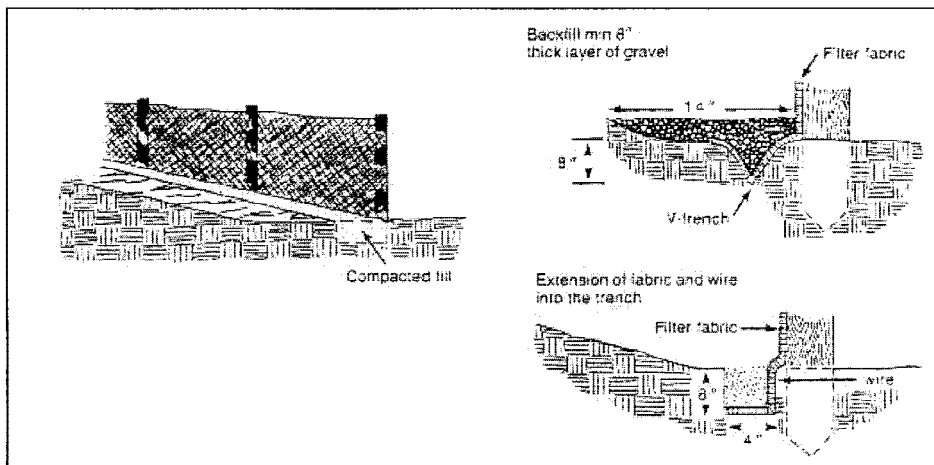 Compacted fill
Backfill min 8"
thick layer of gravel
Filter fabric
14"
8"
V-trench
Extension of fabric and wire
into the trench
Filter fabric
wire
8"
4"